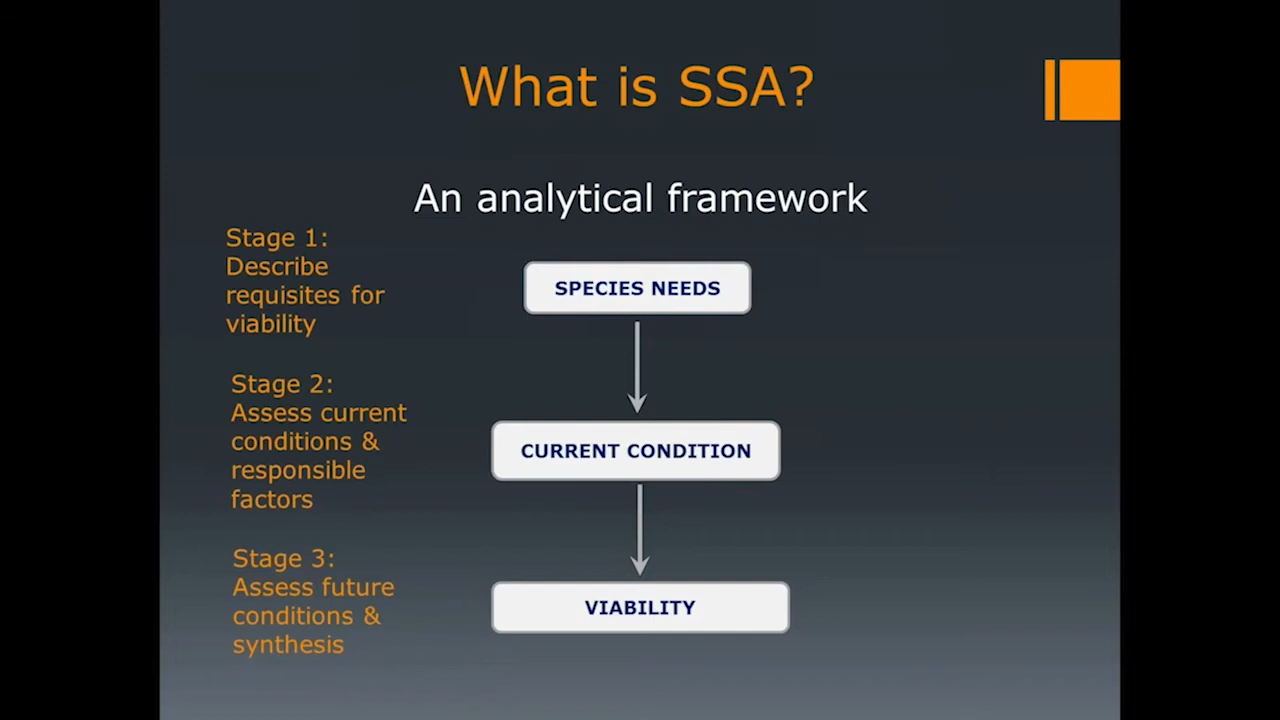 What is SSA?
An analytical framework
Stage 1:
Describe
requisites for
viability
SPECIES NEEDS
Stage 2:
Assess current
conditions &
responsible
factors
CURRENT CONDITION
Stage 3:
Assess future
conditions &
synthesis
VIABILITY